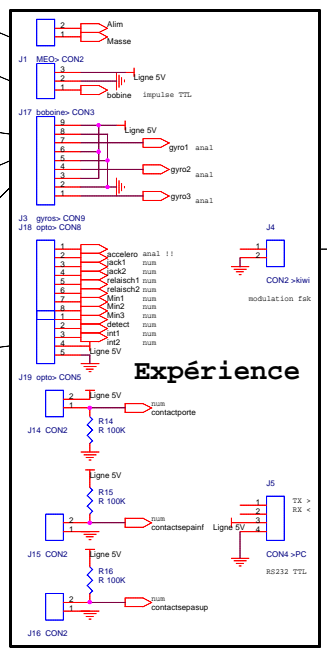 2
1
Alim
Masse
J1 MEO> CON2
3
2
1
Ligne 5V
bobine impulse TTL
J17 boboine> CON3
9
8
7
6
5
4
3
2
1
Ligne 5V
gyro1 anal
gyro2
anal
gyro3
anal
J3 gyros> CON9
J18 opto> CON8
1
2
3
4
5
6
7
8
1
2
3
4
5
accelero anal !!
jack1 num
jack2 num
relaisch1 num
relaisch2 num
Min1 num
Min2 num
Min3 num
detect num
int1 num
int2 num
Ligne 5V
J19 opto> CON5
J4
1
2
CON2 >kiwi
modulation fsk
Expérience
Ligne 5V
2
1
num
contactporte
J14 CON2
R14
R 100K
Ligne 5V
R15
R 100K
2
1
num
contactsepainf
J15 CON2
Ligne 5V
R16
R 100K
2
1
num
contactsepasup
J16 CON2
J5
TX >
RX <
1
2
3
4
Ligne 5V
CON4 >PC
RS232 TTL